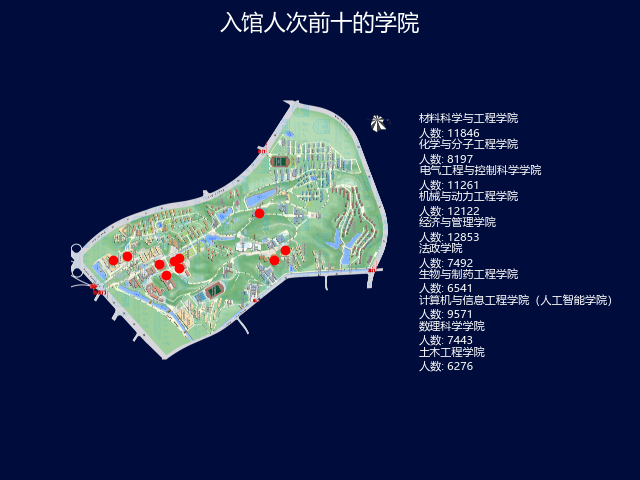 入馆人次前十的学院
材料科学与工程学院
人数: 11846
化学与分子工程学院
人数: 8197
电气工程与控制科学学院
人数: 11261
机械与动力工程学院
人数: 12122
经济与管理学院
人数: 12853
法政学院
人数: 7492
生物与制药工程学院
人数: 6541
计算机与信息工程学院（人工智能学院）
人数: 9571
数理科学学院
人数: 7443
土木工程学院
人数: 6276